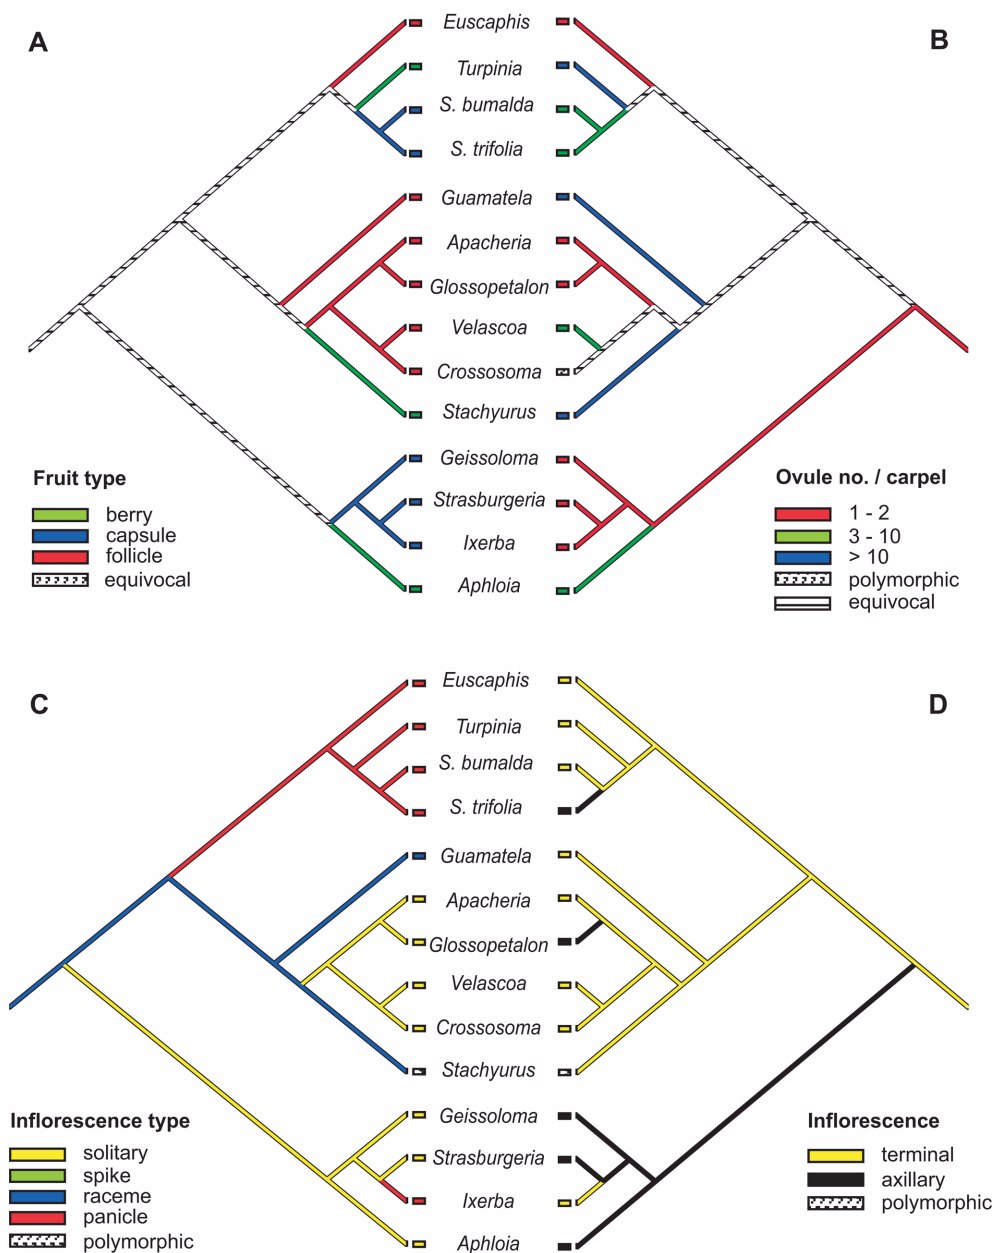 A
B
Euscaphis
Turpinia
S. bumalda
S. trifolia
Guamatela
Apacheria
Glossopetalon
Velascoa
Crossosoma
Stachyurus
Geissoloma
Strasburgeria
Ixerba
Aphloia
Fruit type
berry
capsule
follicle
equivocal
Ovule no. / carpel
1 - 2
3 - 10
> 10
polymorphic
equivocal
C
D
Euscaphis
Turpinia
S. bumalda
S. trifolia
Guamatela
Apacheria
Glossopetalon
Velascoa
Crossosoma
Stachyurus
Geissoloma
Strasburgeria
Ixerba
Aphloia
Inflorescence type
solitary
spike
raceme
panicle
polymorphic
Inflorescence
terminal
axillary
polymorphic